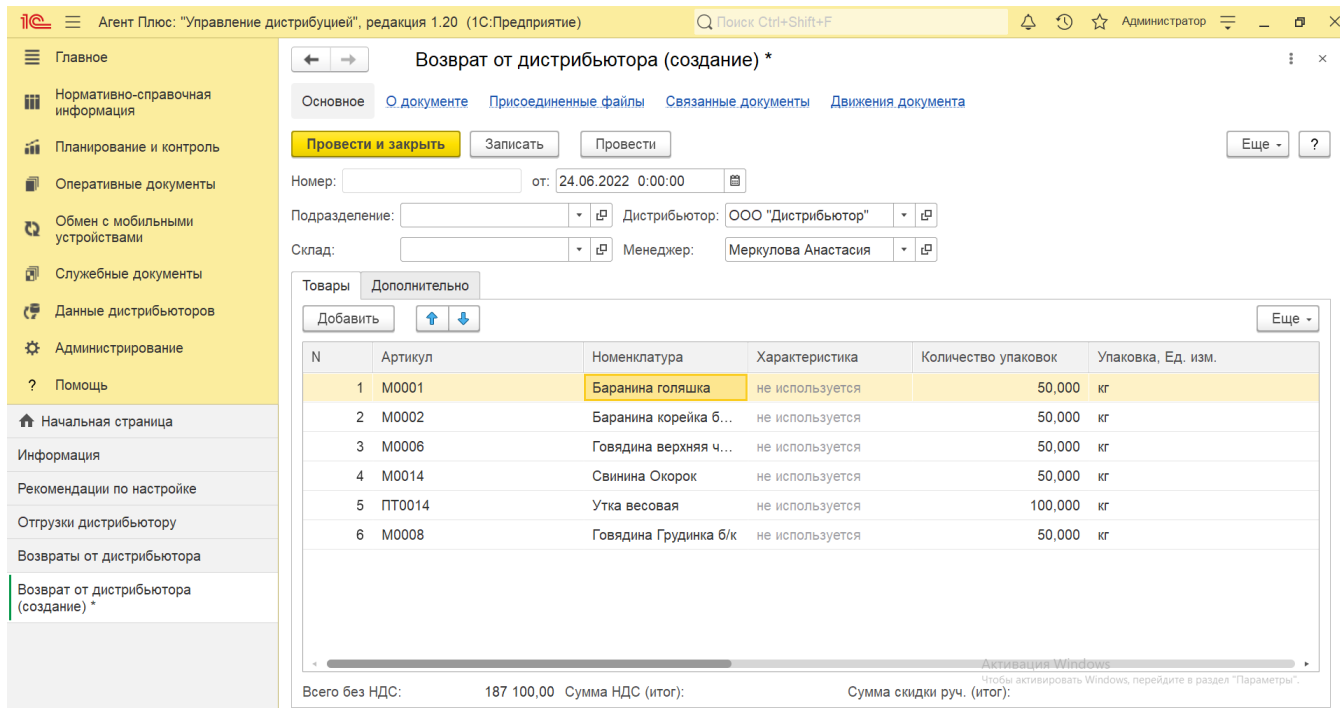 1С Агент Плюс: "Управление дистрибуцией", редакция 1.20 (1С:Предприятие) Поиск Ctrl+Shift+F Администратор
Главное
Нормативно-справочная
информация
Планирование и контроль
Оперативные документы
Обмен с мобильными
устройствами
Служебные документы
Данные дистрибьюторов
Администрирование
? Помощь
Начальная страница
Информация
Рекомендации по настройке
Отгрузки дистрибьютору
Возвраты от дистрибьютора
Возврат от дистрибьютора
(создание) *
Возврат от дистрибьютора (создание) *
Основное О документе Присоединенные файлы Связанные документы Движения документа
Провести и закрыть Записать Провести Еще ?
Номер: от: 24.06.2022 0:00:00
Подразделение: Дистрибьютор: ООО "Дистрибьютор"
Склад: Менеджер: Меркулова Анастасия
Товары Дополнительно
Добавить Еще
N Артикул Номенклатура Характеристика Количество упаковок Упаковка, Ед. изм.
1 М0001 Баранина голяшка не используется 50,000 кг
2 М0002 Баранина корейка б... не используется 50,000 кг
3 М0006 Говядина верхняя ч... не используется 50,000 кг
4 М0014 Свинина Окорок не используется 50,000 кг
5 ПТ0014 Утка весовая не используется 100,000 кг
6 М0008 Говядина Грудинка б/к не используется 50,000 кг
Активация Windows
Чтобы активировать Windows, перейдите в раздел "Параметры".
Всего без НДС: 187 100,00 Сумма НДС (итог): Сумма скидки руч. (итог):